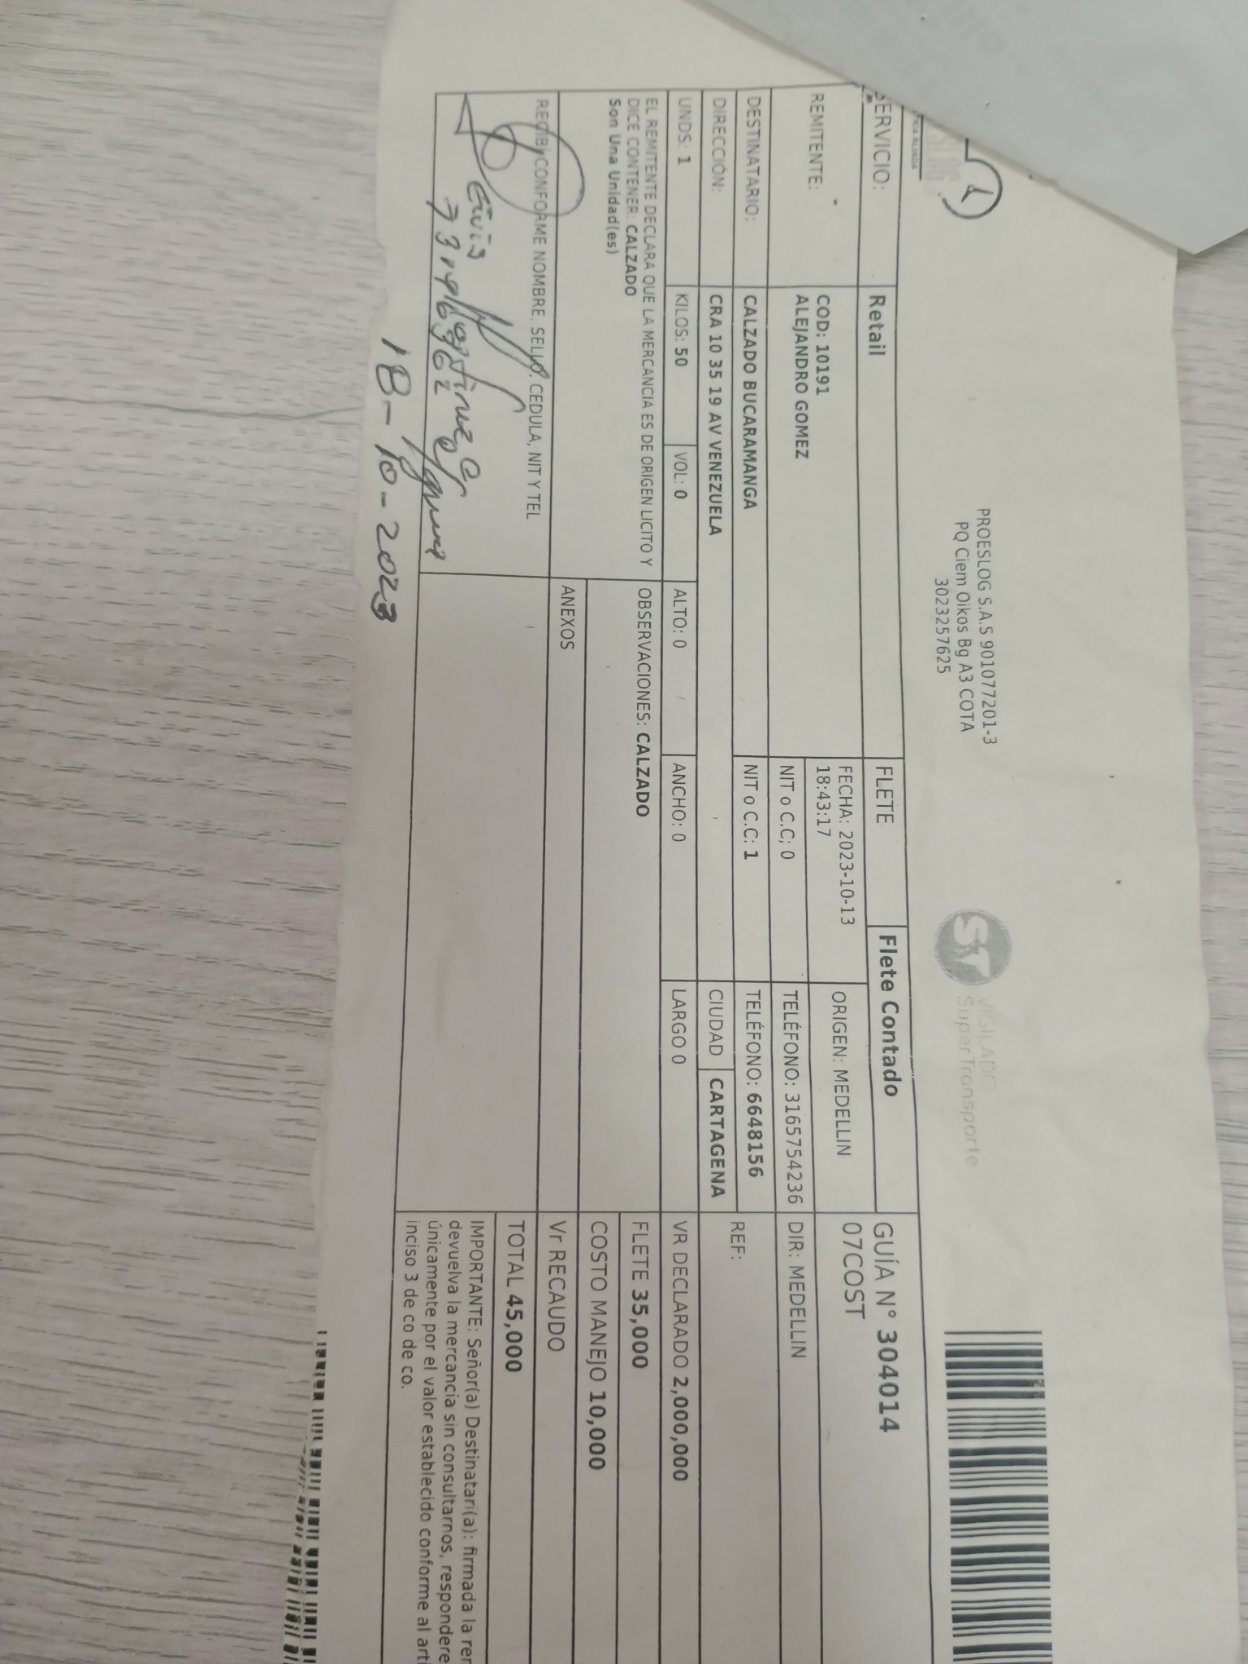 PROESLOG S.A.S 901077201-3
PQ Ciem Oikos Bg A3 COTA
3023257625
VIGILADO
SuperTransporte
SERVICIO:
Retail
FLETE
Flete Contado
GUÍA N° 304014
07COST
REMITENTE:
COD: 10191
ALEJANDRO GOMEZ
FECHA: 2023-10-13
18:43:17
ORIGEN: MEDELLIN
NIT o C.C; 0
TELÉFONO: 3165754236
DIR: MEDELLIN
DESTINATARIO:
CALZADO BUCARAMANGA
NIT o C.C: 1
TELÉFONO: 6648156
REF:
DIRECCIÓN:
CRA 10 35 19 AV VENEZUELA
CIUDAD
CARTAGENA
UNDS: 1
KILOS: 50
VOL: 0
ALTO: 0
ANCHO: 0
LARGO 0
VR DECLARADO 2,000,000
EL REMITENTE DECLARA QUE LA MERCANCIA ES DE ORIGEN LICITO Y
DICE CONTENER: CALZADO
Son Una Unidad(es)
OBSERVACIONES: CALZADO
FLETE 35,000
COSTO MANEJO 10,000
RECIBI CONFORME NOMBRE, SELLO, CEDULA, NIT Y TEL
ANEXOS
Vr RECAUDO
TOTAL 45,000
IMPORTANTE: Señor(a) Destinatari(a): firmada la rer
devuelva la mercancía sin consultarnos, respondere
únicamente por el valor establecido conforme al arti
inciso 3 de co de co.
18-10-2023